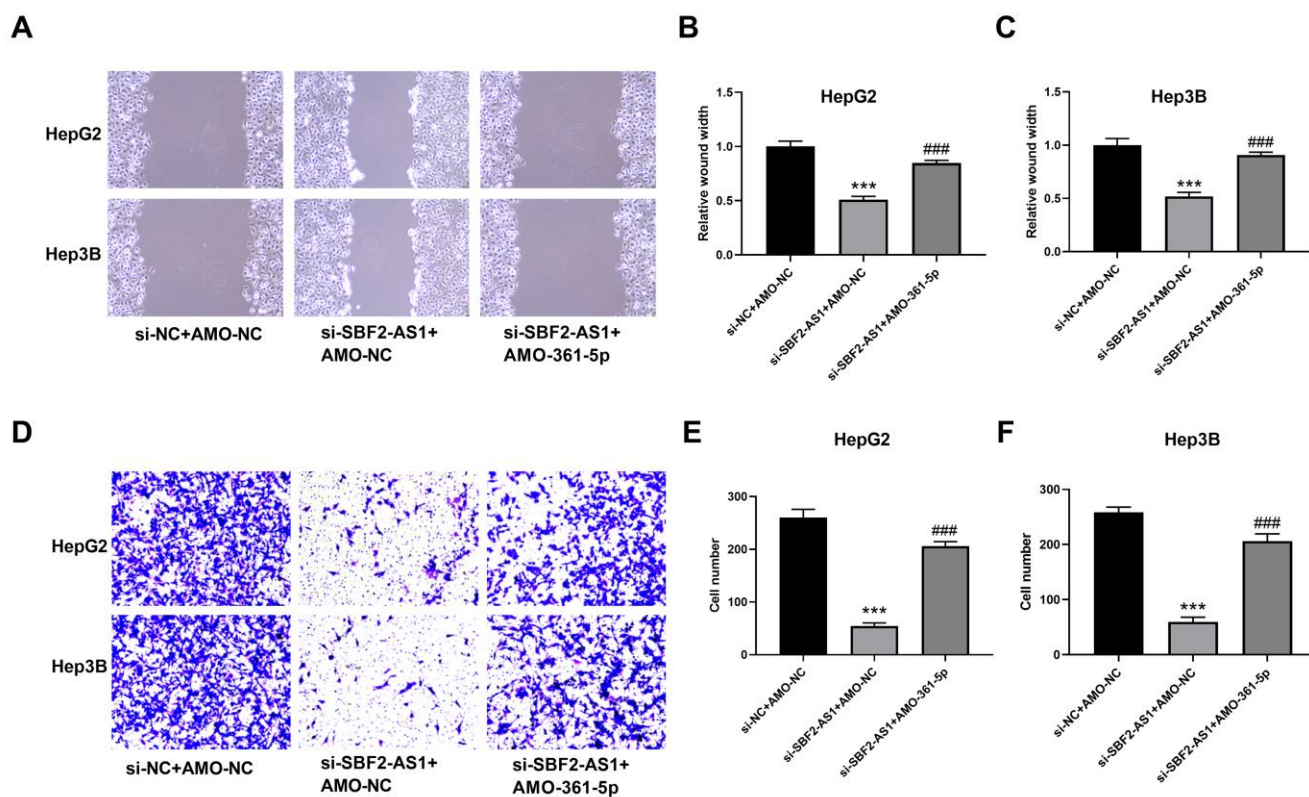 A
HepG2
Hep3B
si-NC+AMO-NC
si-SBF2-AS1+
AMO-NC
si-SBF2-AS1+
AMO-361-5p
B
HepG2
Relative wound width
1.5
1.0
0.5
0.0
***
###
si-NC+AMO-NC
si-SBF2-AS1+AMO-NC
si-SBF2-AS1+AMO-361-5p
C
Hep3B
Relative wound width
1.5
1.0
0.5
0.0
***
###
si-NC+AMO-NC
si-SBF2-AS1+AMO-NC
si-SBF2-AS1+AMO-361-5p
D
HepG2
Hep3B
si-NC+AMO-NC
si-SBF2-AS1+
AMO-NC
si-SBF2-AS1+
AMO-361-5p
E
HepG2
Cell number
300
200
100
0
***
###
si-NC+AMO-NC
si-SBF2-AS1+AMO-NC
si-SBF2-AS1+AMO-361-5p
F
Hep3B
Cell number
300
200
100
0
***
###
si-NC+AMO-NC
si-SBF2-AS1+AMO-NC
si-SBF2-AS1+AMO-361-5p